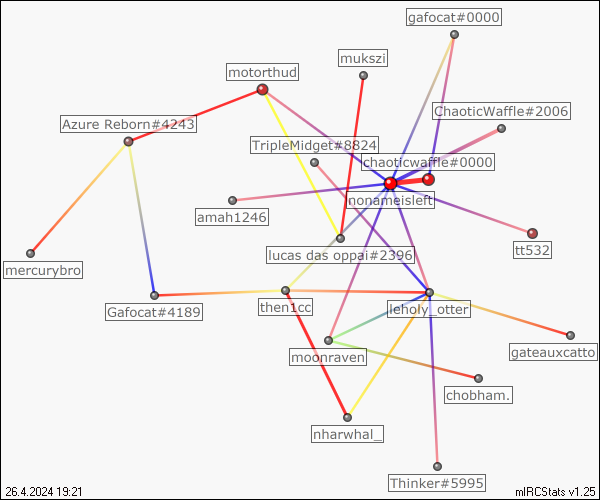 gafocat#0000
mukszi
motorthud
ChaoticWaffle#2006
Azure Reborn#4243
TripleMidget#8824
chaoticwaffle#0000
nonameisleft
amah1246
tt532
lucas das oppai#2396
mercurybro
Gafocat#4189
then1cc
leholy_otter
moonraven
gateauxcatto
chobham.
nharwhal_
Thinker#5995
26.4.2024 19:21
mIRCStats v1.25